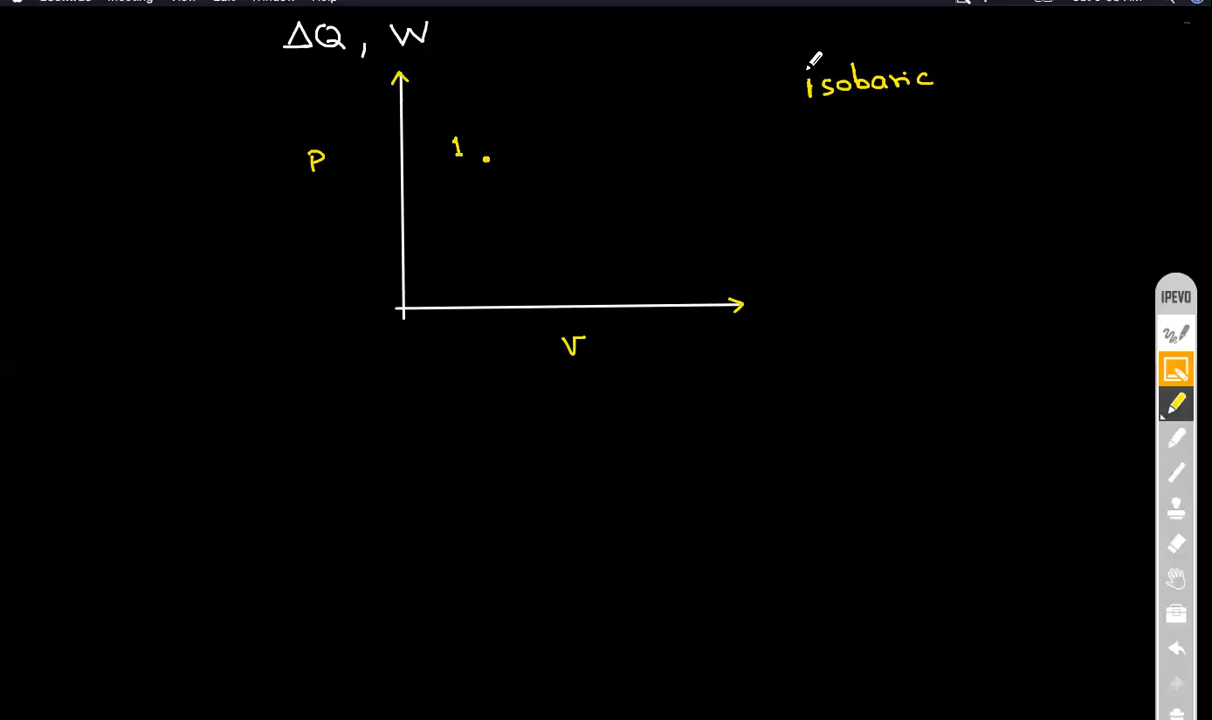 ΔQ, W
isobaric
1 .
P
IPEVO
V